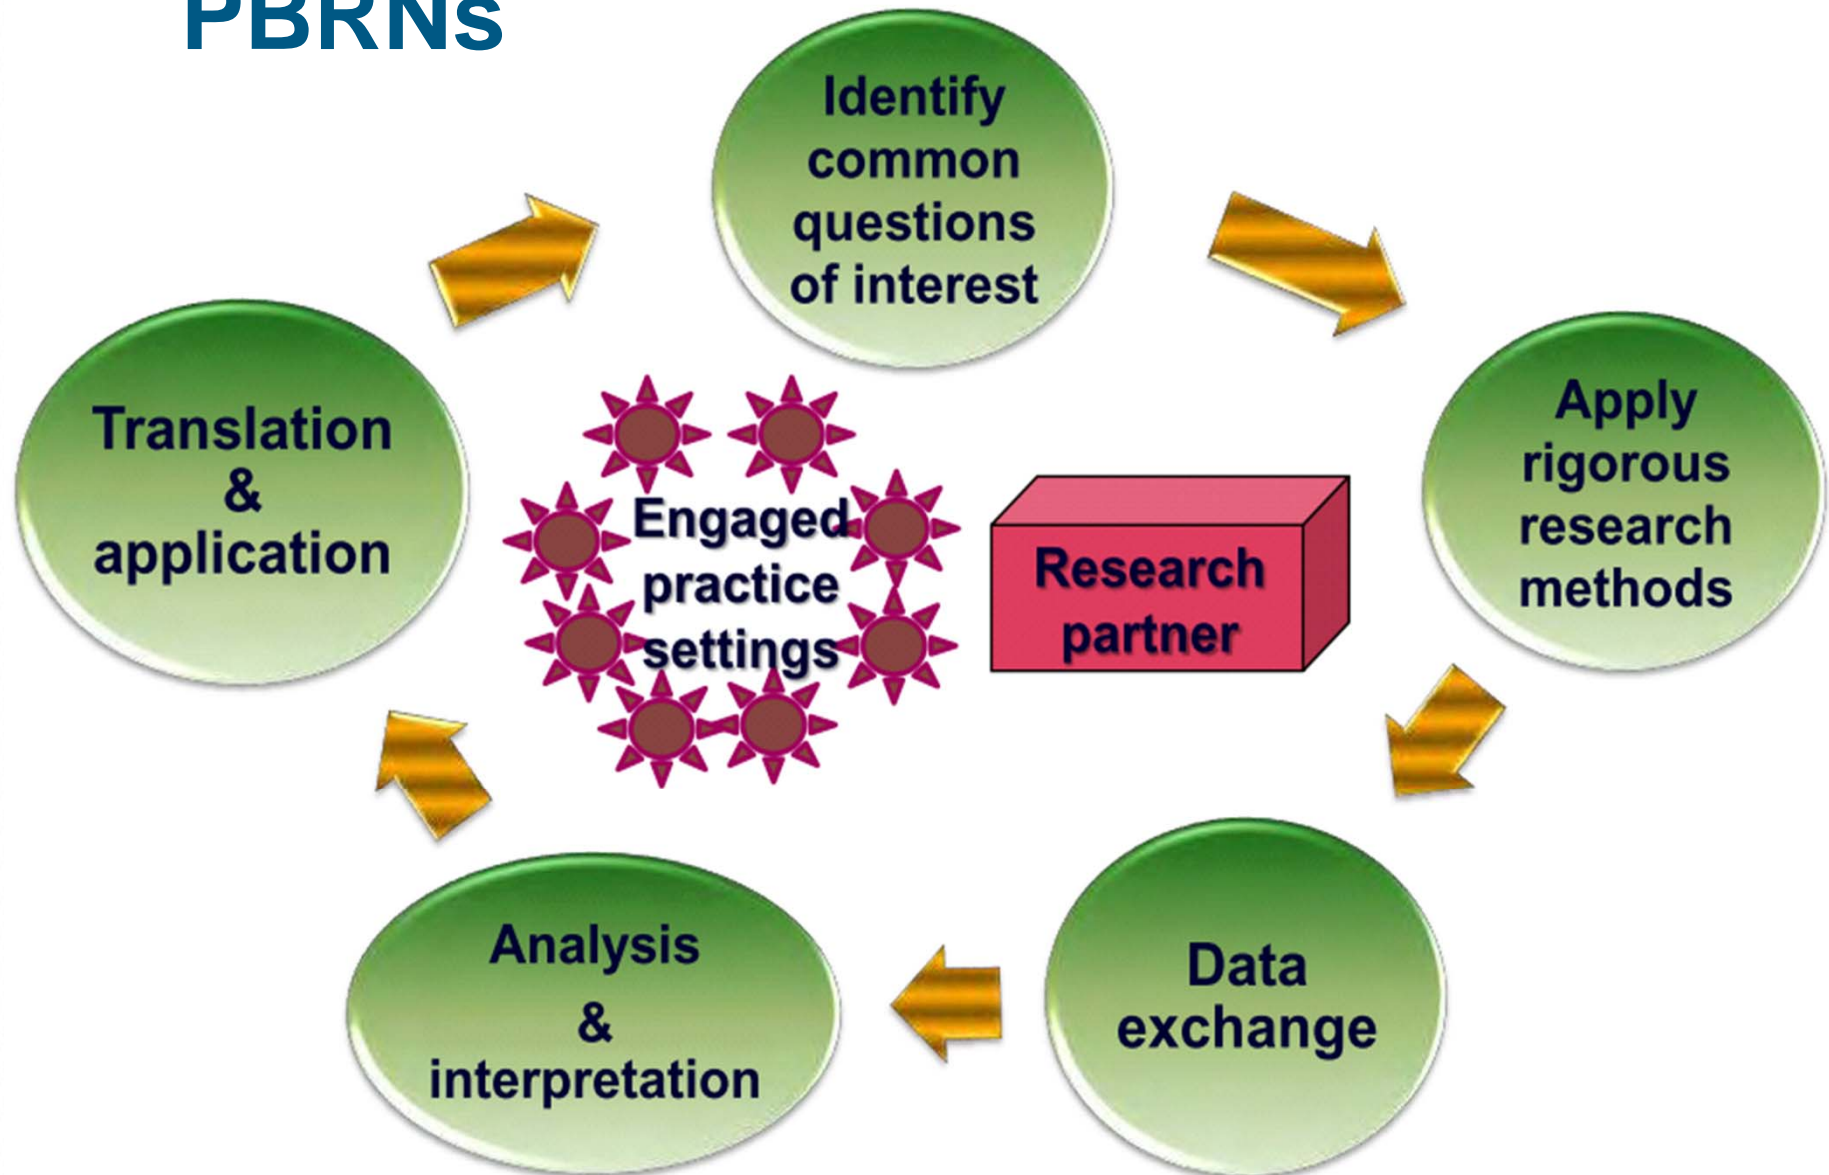 PBRNs
Identify
common
questions
of interest
Apply
rigorous
research
methods
Data
exchange
Analysis
&
interpretation
Translation
&
application
Engaged
practice
settings
Research
partner